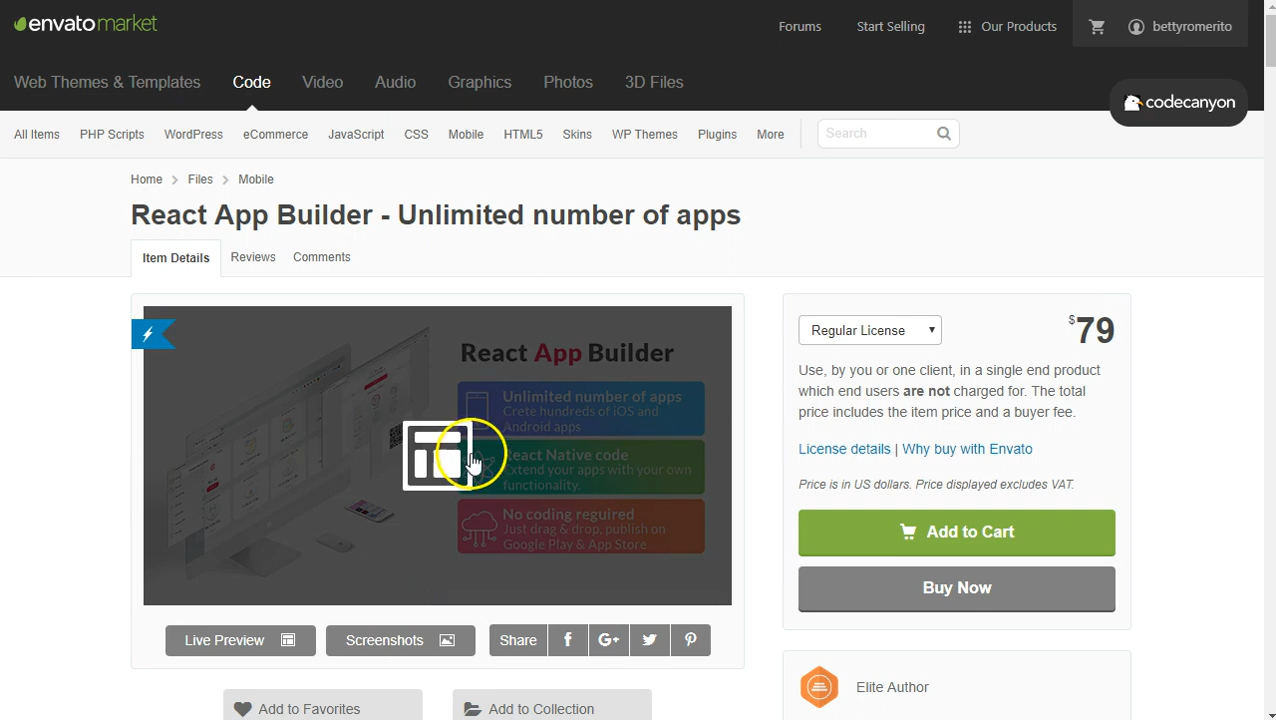 envatomarket
Forums Start Selling Our Products bettyromerito
Web Themes & Templates Code Video Audio Graphics Photos 3D Files
codecanyon
All Items PHP Scripts WordPress eCommerce JavaScript CSS Mobile HTML5 Skins WP Themes Plugins More Search
Home Files Mobile
React App Builder - Unlimited number of apps
Item Details Reviews Comments
React App Builder
Unlimited number of apps
Crete hundreds of iOS and
Android apps
React Native code
Extend your apps with your own
functionality.
No coding reguired
Just drag & drop, publish on
Google Play & App Store
Live Preview Screenshots Share f G+
Add to Favorites Add to Collection
Regular License $79
Use, by you or one client, in a single end product
which end users are not charged for. The total
price includes the item price and a buyer fee.
License details | Why buy with Envato
Price is in US dollars. Price displayed excludes VAT.
Add to Cart
Buy Now
Elite Author